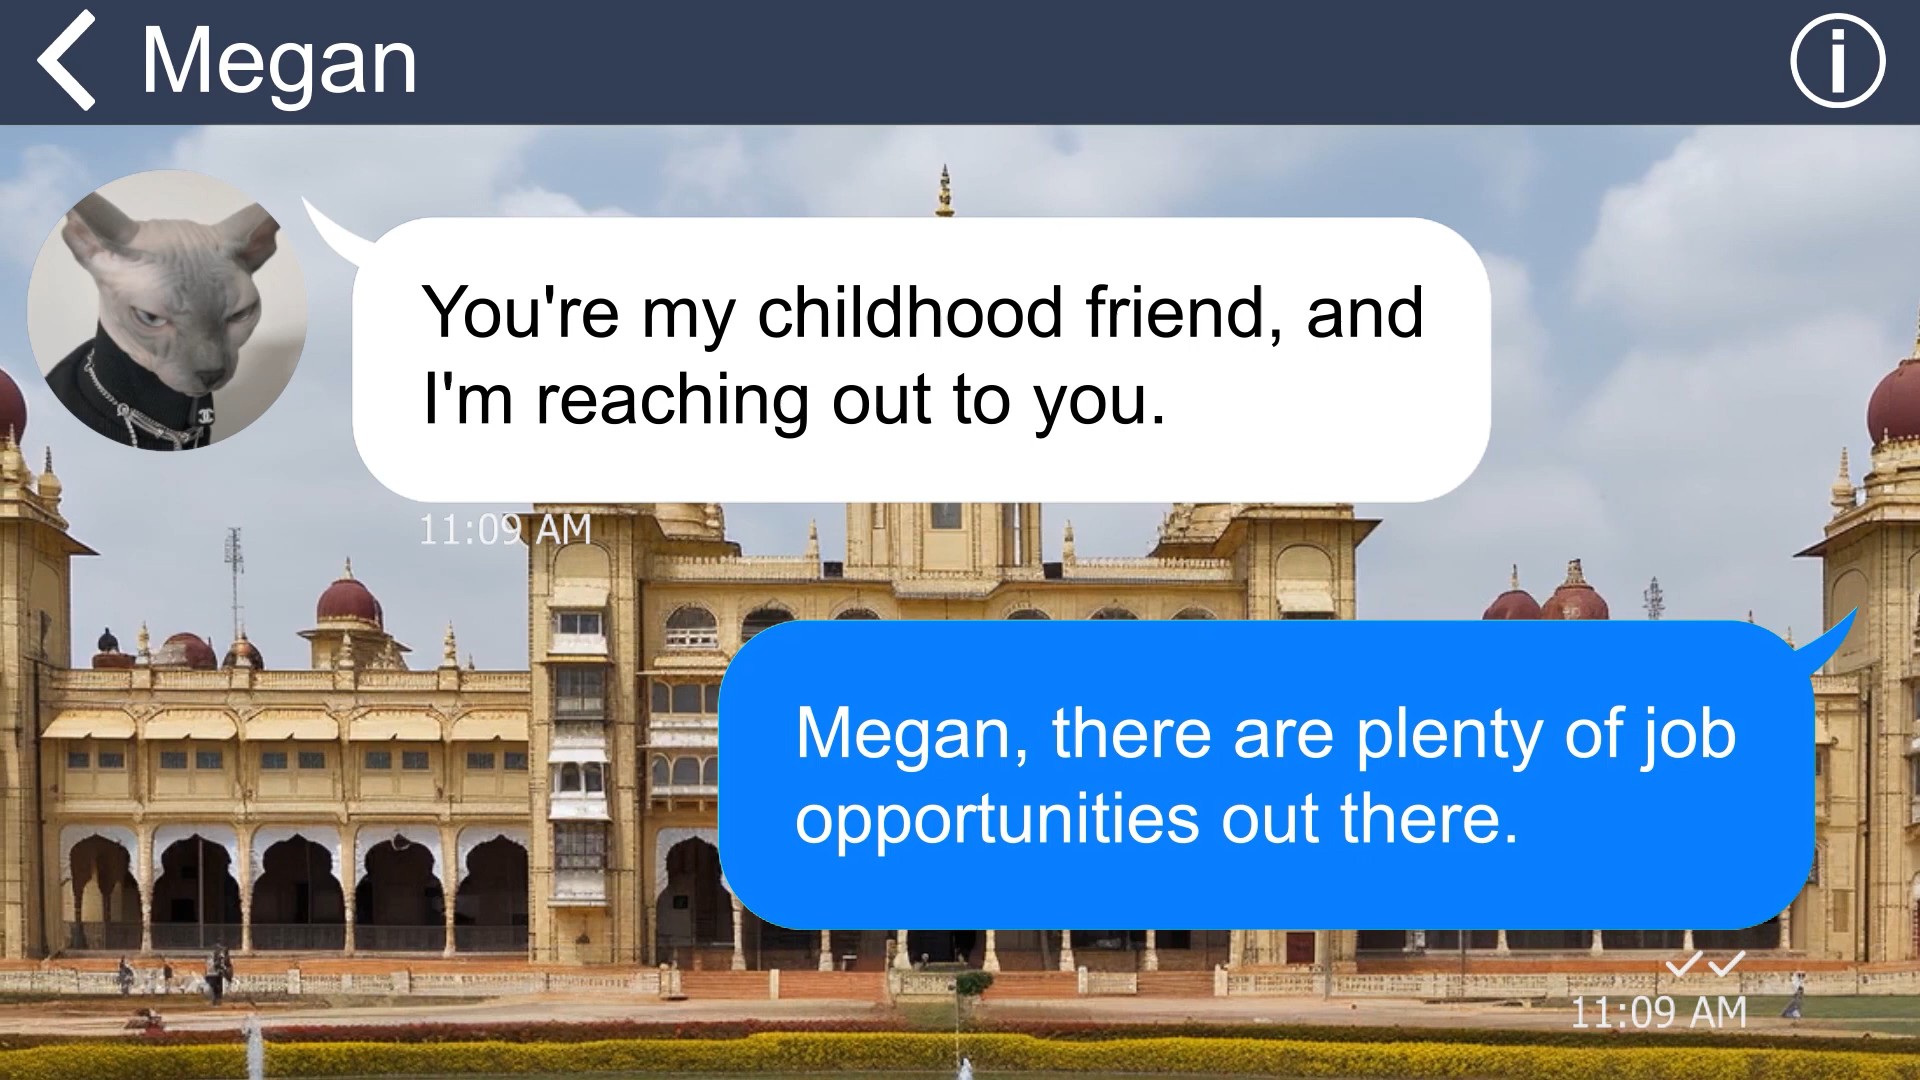 Megan
You're my childhood friend, and
I'm reaching out to you.
11:09 AM
Megan, there are plenty of job
opportunities out there.
11:09 AM